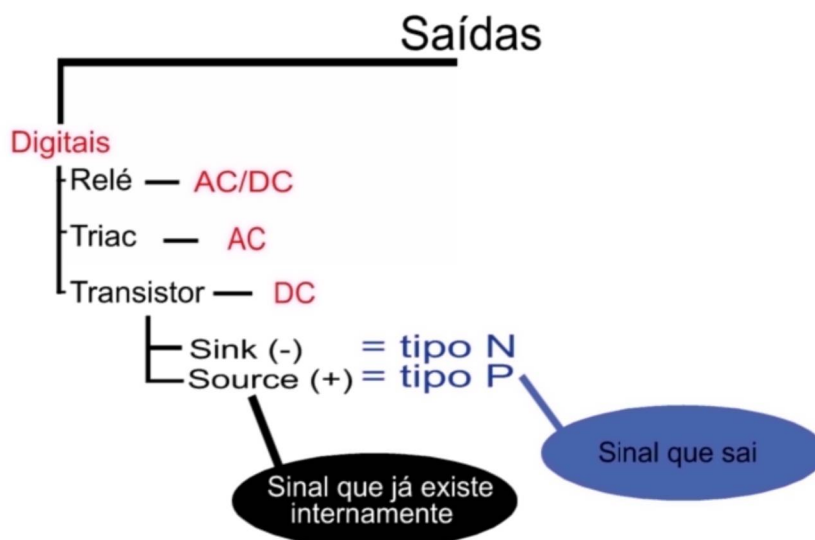 Saídas
Digitais
Relé — AC/DC
Triac — AC
Transistor — DC
Sink (-) = tipo N
Source (+) = tipo P
Sinal que sai
Sinal que já existe
internamente